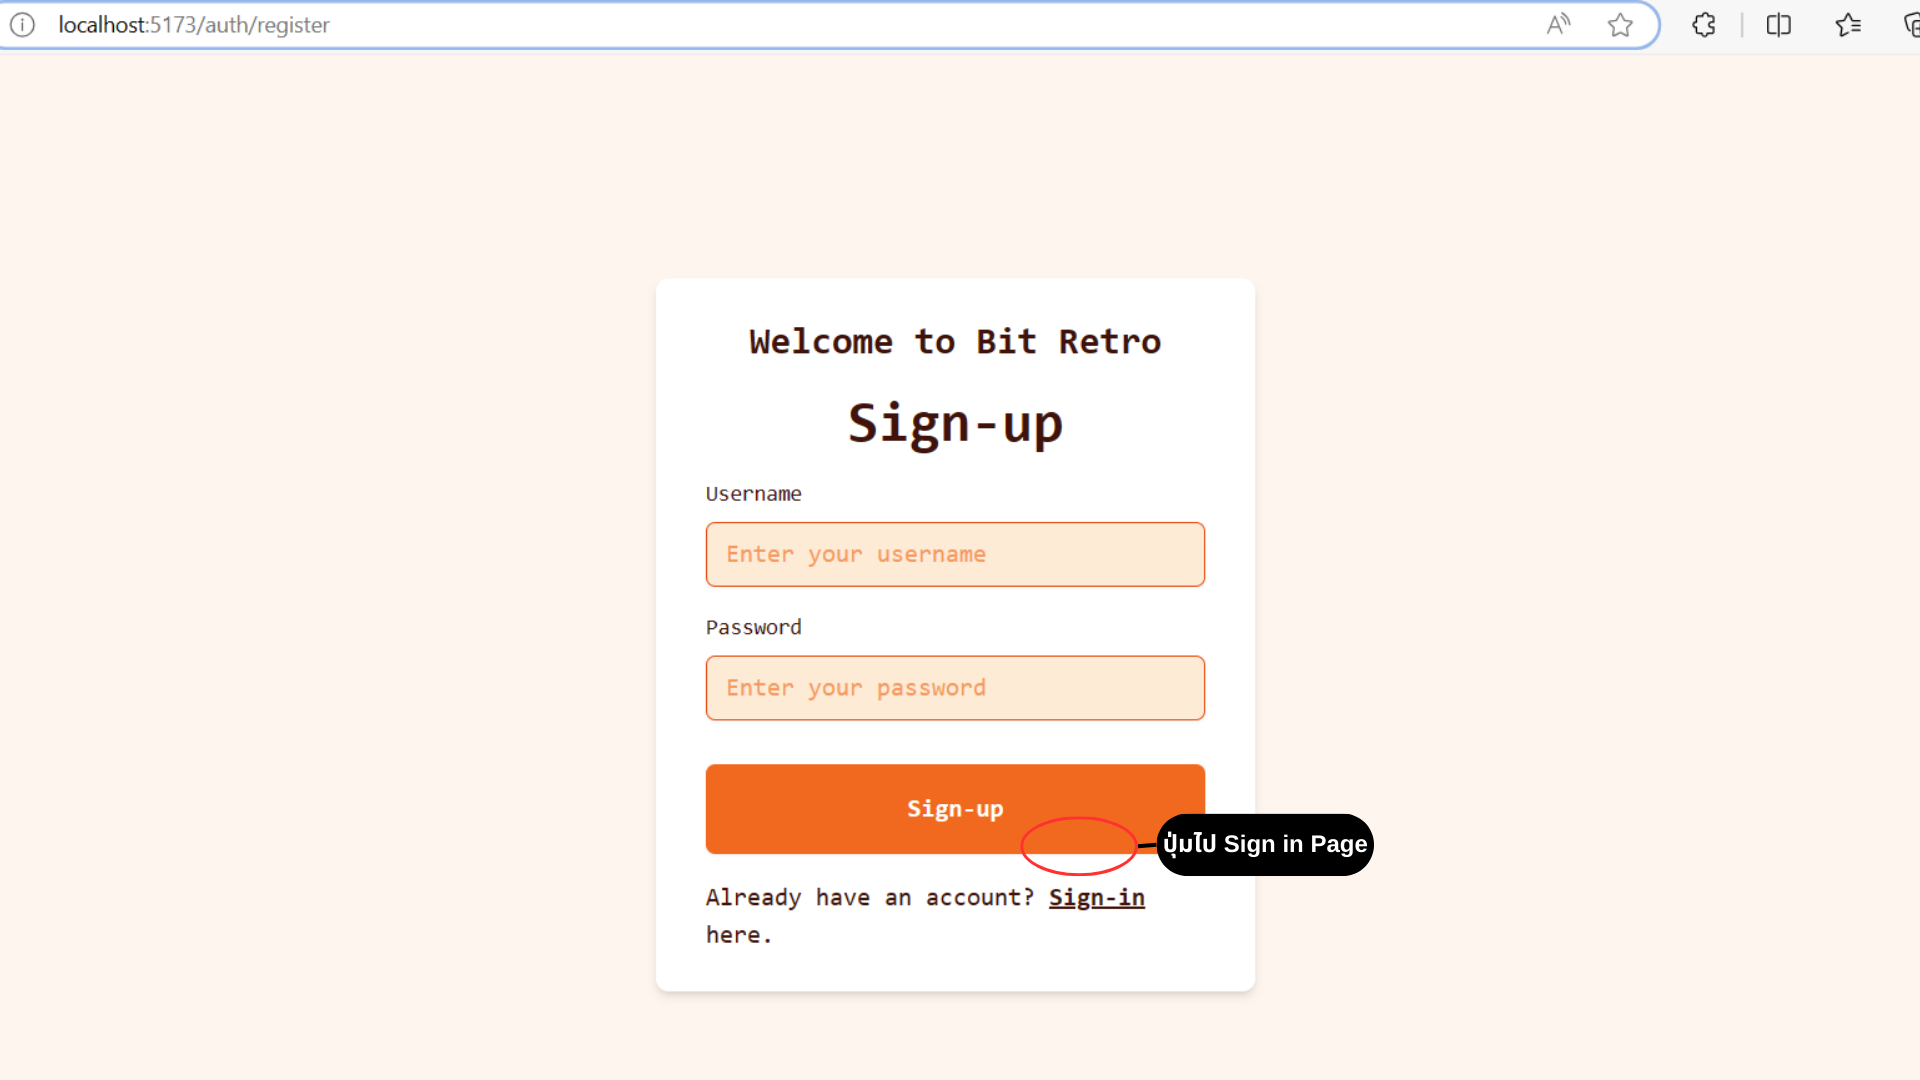 localhost:5173/auth/register
Welcome to Bit Retro
Sign-up
Username
Enter your username
Password
Enter your password
Sign-up
ปุ่มไป Sign in Page
Already have an account? Sign-in
here.